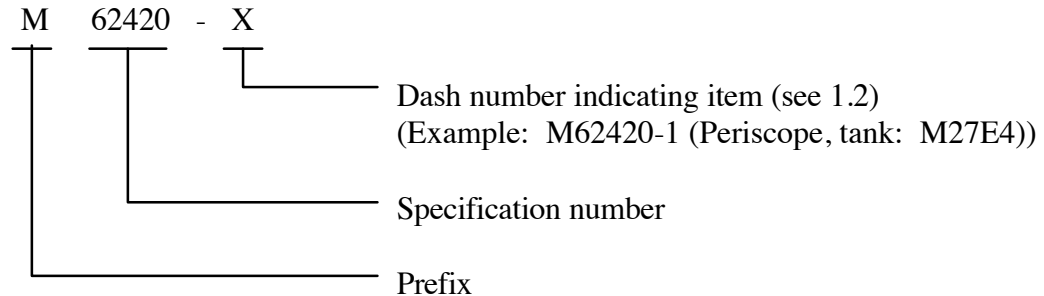 M 62420 - X
Dash number indicating item (see 1.2)
(Example: M62420-1 (Periscope, tank: M27E4))
Specification number
Prefix